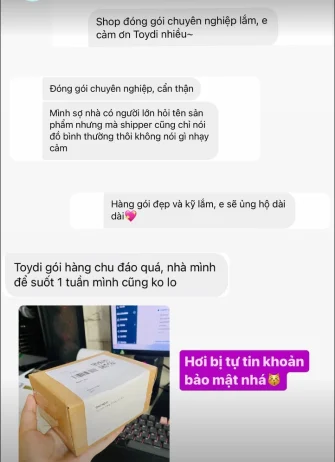 Shop đóng gói chuyên nghiệp lắm, e
cảm ơn Toydi nhiều~
Đóng gói chuyên nghiệp, cẩn thận
Mình sợ nhà có người lớn hỏi tên sản
phẩm nhưng mà shipper cũng chỉ nói
đồ bình thường thôi không nói gì nhạy
cảm
Hàng gói đẹp và kỹ lắm, e sẽ ủng hộ dài
dài💖
Toydi gói hàng chu đáo quá, nhà mình
để suốt 1 tuần mình cũng ko lo
Hơi bị tự tin khoản
bảo mật nhá😽